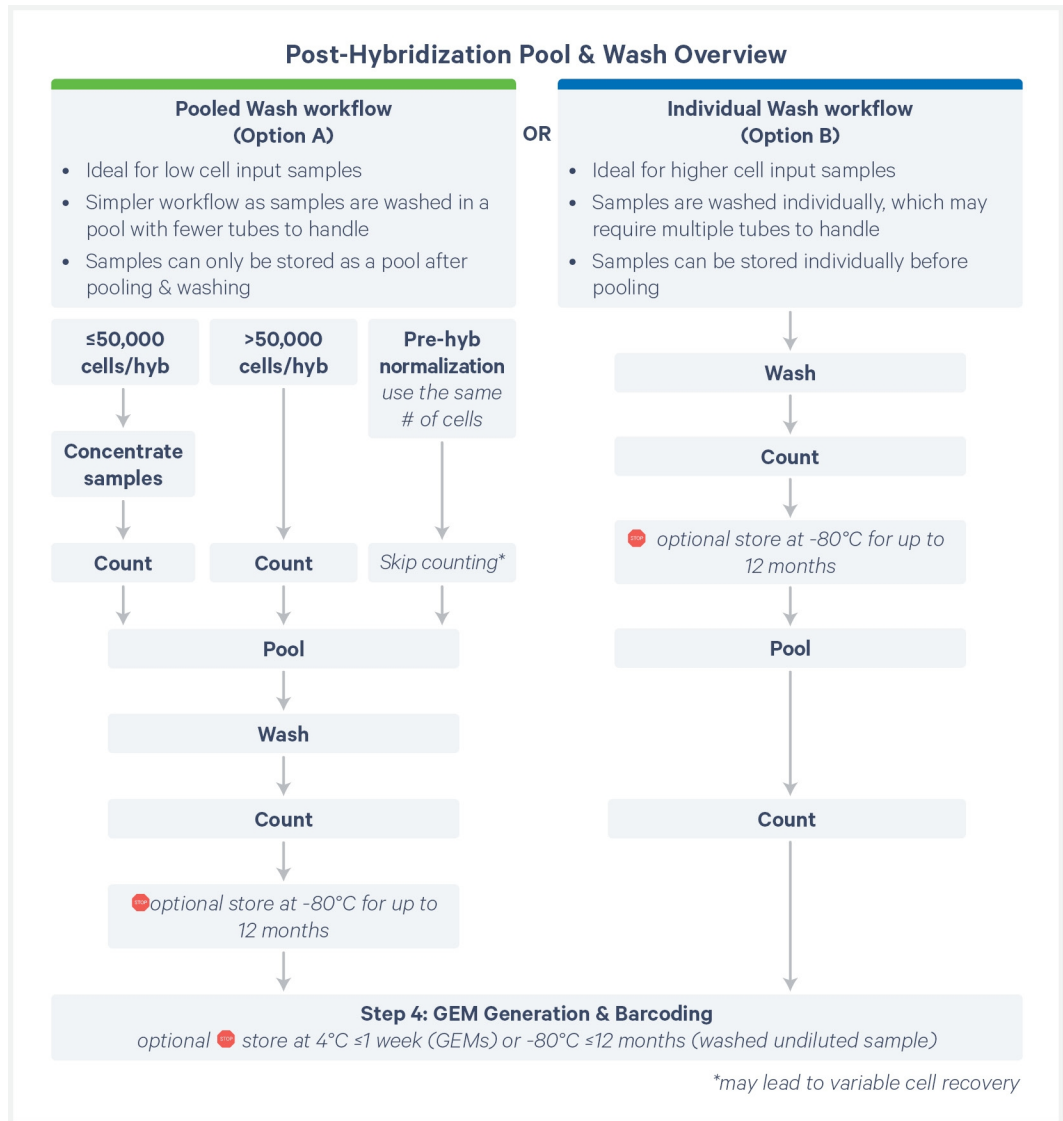 Post-Hybridization Pool & Wash Overview
Pooled Wash workflow
(Option A)
• Ideal for low cell input samples
• Simpler workflow as samples are washed in a
pool with fewer tubes to handle
• Samples can only be stored as a pool after
pooling & washing
OR
Individual Wash workflow
(Option B)
• Ideal for higher cell input samples
• Samples are washed individually, which may
require multiple tubes to handle
• Samples can be stored individually before
pooling
≤50,000
cells/hyb
>50,000
cells/hyb
Pre-hyb
normalization
use the same
# of cells
Concentrate
samples
Count
Count
Skip counting*
Pool
Wash
Count
STOP optional store at -80°C for up to
12 months
Wash
Count
STOP optional store at -80°C for up to
12 months
Pool
Count
Step 4: GEM Generation & Barcoding
optional STOP store at 4°C ≤1 week (GEMs) or -80°C ≤12 months (washed undiluted sample)
*may lead to variable cell recovery